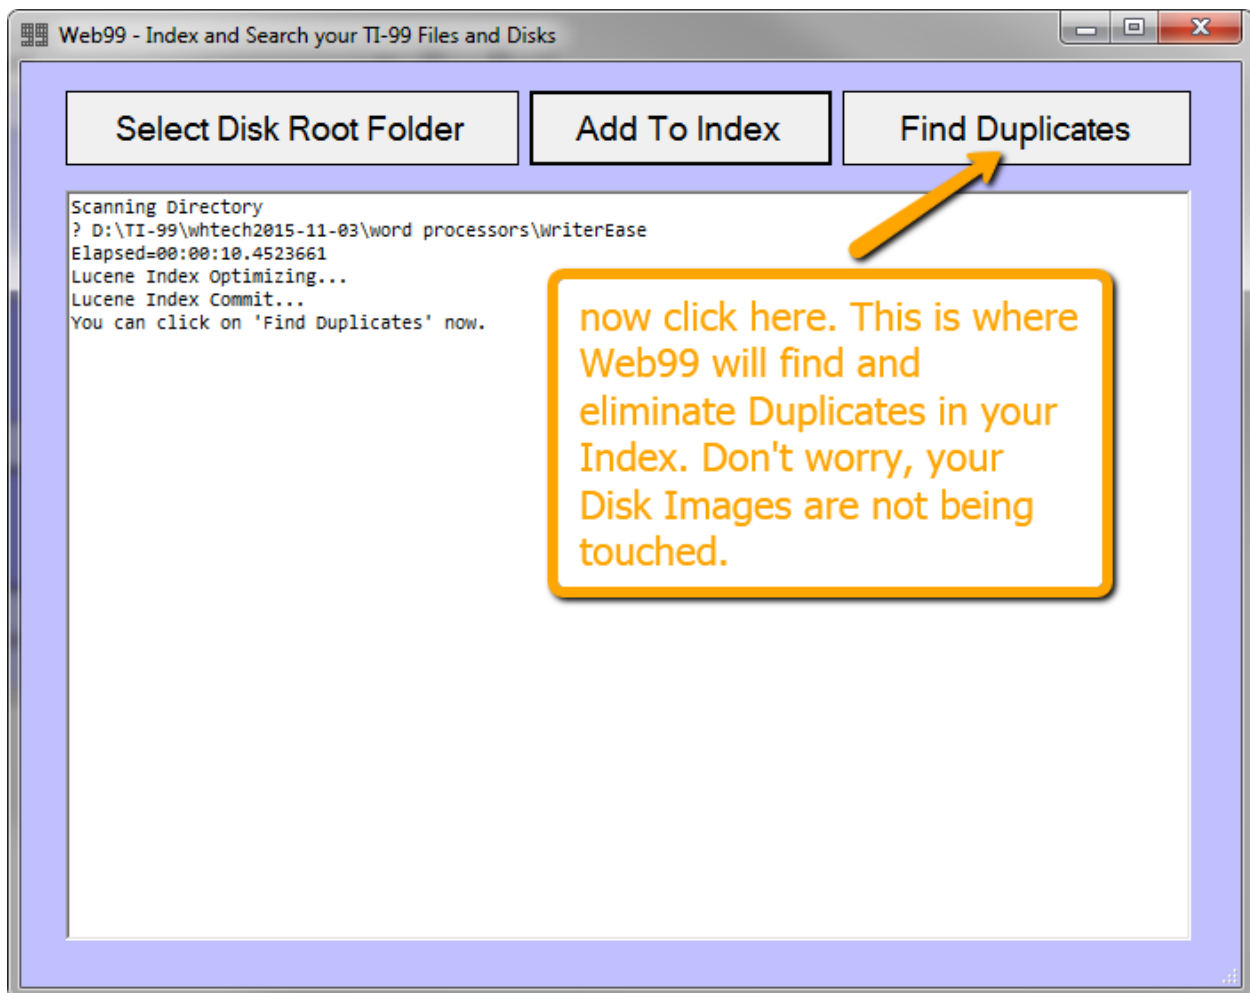 Web99 - Index and Search your TI-99 Files and Disks
Select Disk Root Folder
Add To Index
Find Duplicates
Scanning Directory
? D:\TI-99\whtech2015-11-03\word processors\WriterEase
Elapsed=00:00:10.4523661
Lucene Index Optimizing...
Lucene Index Commit...
You can click on 'Find Duplicates' now.
now click here. This is where
Web99 will find and
eliminate Duplicates in your
Index. Don't worry, your
Disk Images are not being
touched.